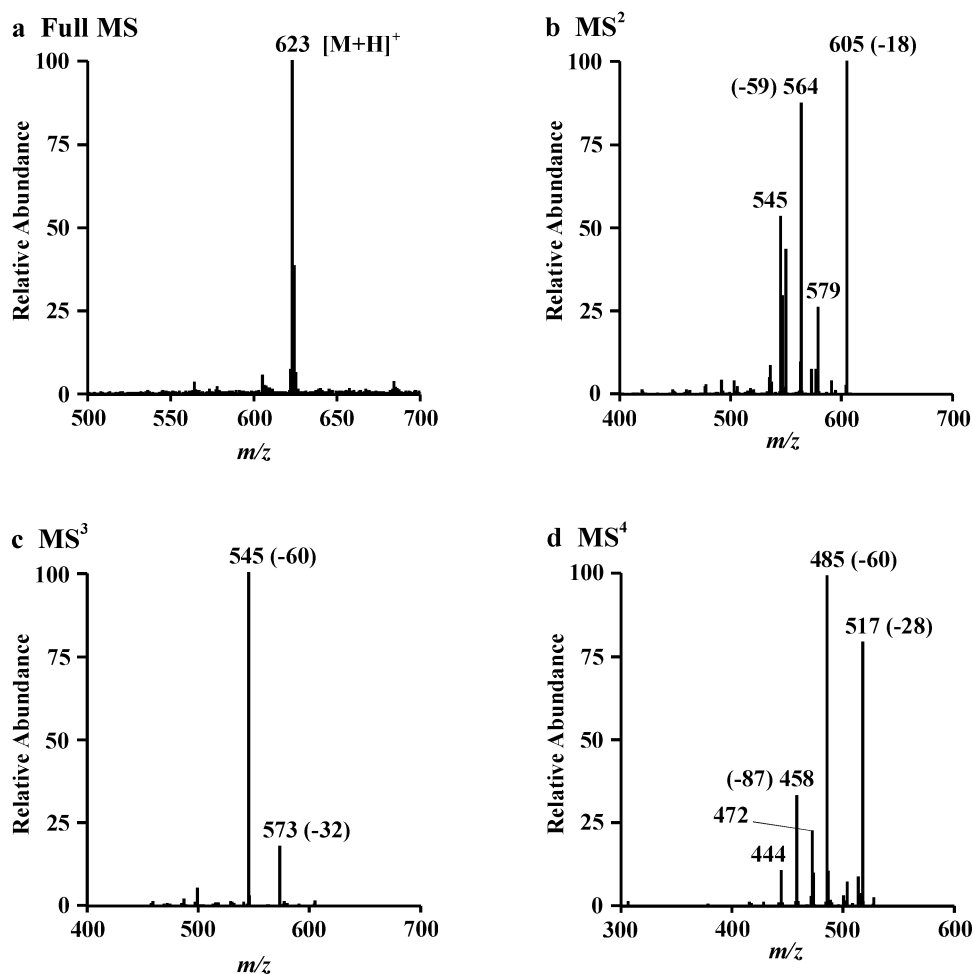 a Full MS
623 [M+H]⁺
100
75
50
25
0
Relative Abundance
500 550 600 650 700
m/z
b MS²
605 (-18)
(-59) 564
545
579
100
75
50
25
0
Relative Abundance
400 500 600 700
m/z
c MS³
545 (-60)
573 (-32)
100
75
50
25
0
Relative Abundance
400 500 600 700
m/z
d MS⁴
485 (-60)
517 (-28)
(-87) 458
472
444
100
75
50
25
0
Relative Abundance
300 400 500 600
m/z